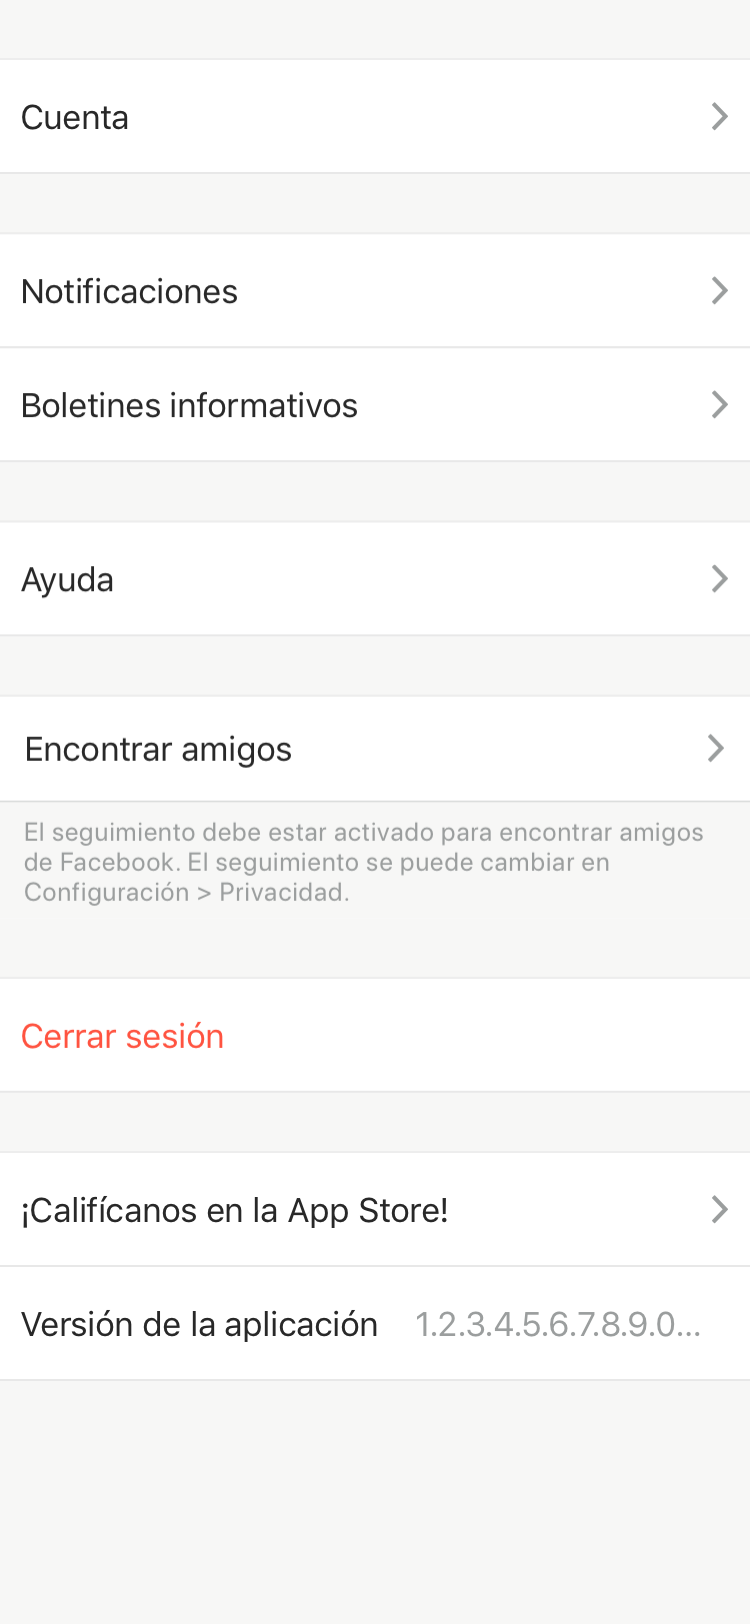 Cuenta
Notificaciones
Boletines informativos
Ayuda
Encontrar amigos
El seguimiento debe estar activado para encontrar amigos
de Facebook. El seguimiento se puede cambiar en
Configuración > Privacidad.
Cerrar sesión
¡Califícanos en la App Store!
Versión de la aplicación 1.2.3.4.5.6.7.8.9.0...